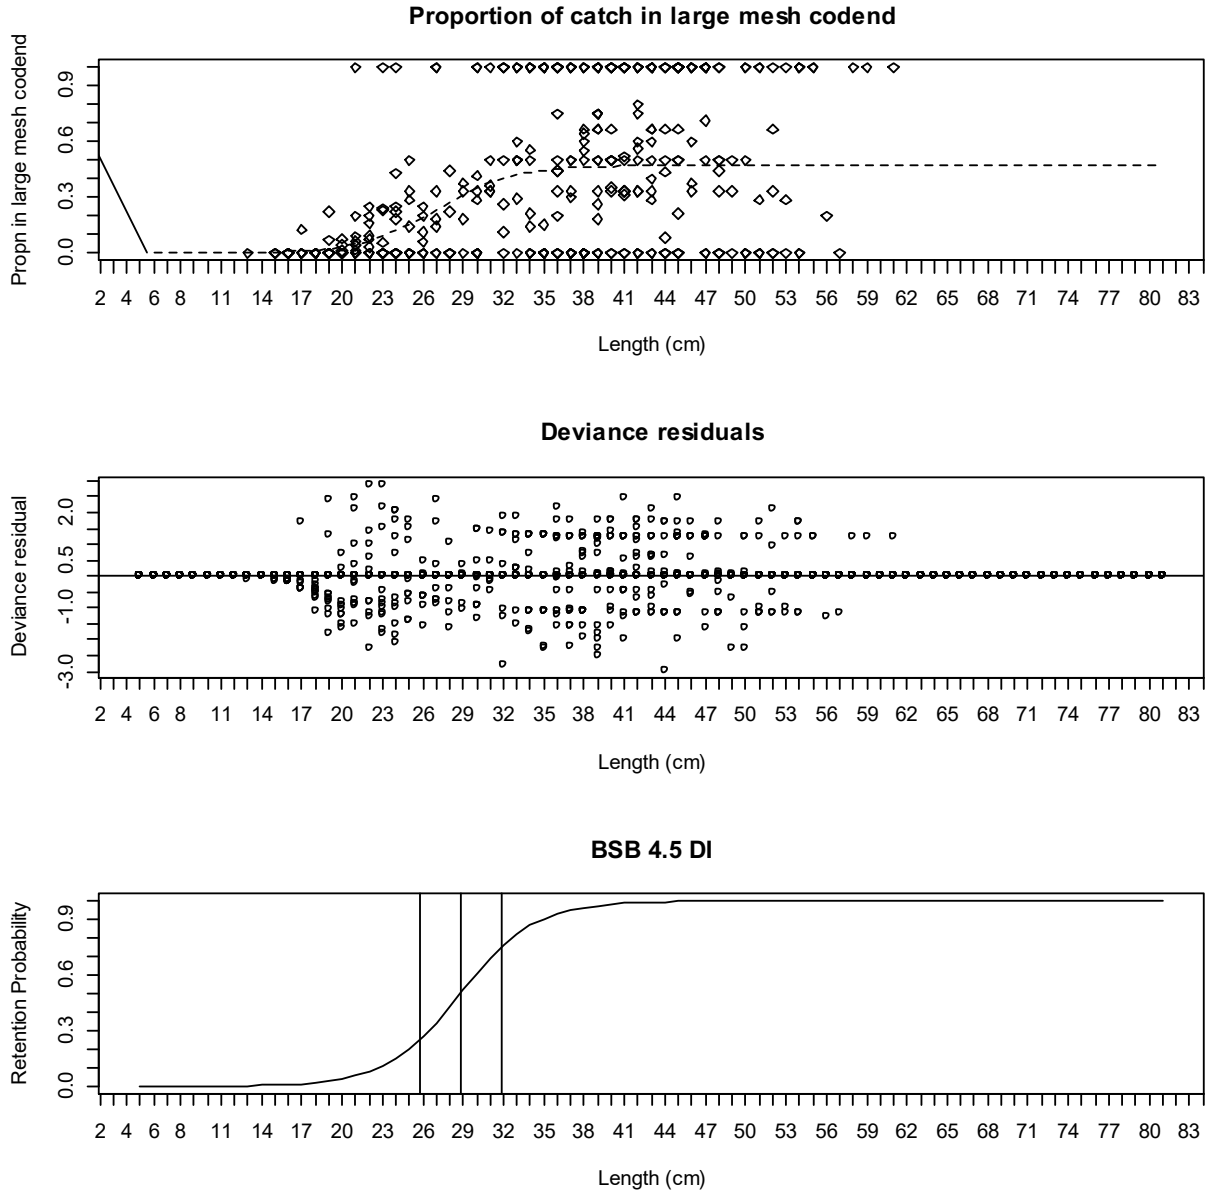 Proportion of catch in large mesh codend
Propn in large mesh codend
0.9
0.6
0.3
0.0
2 4 6 8 11 14 17 20 23 26 29 32 35 38 41 44 47 50 53 56 59 62 65 68 71 74 77 80 83
Length (cm)
Deviance residuals
Deviance residual
2.0
0.5
-1.0
-3.0
2 4 6 8 11 14 17 20 23 26 29 32 35 38 41 44 47 50 53 56 59 62 65 68 71 74 77 80 83
Length (cm)
BSB 4.5 DI
Retention Probability
0.9
0.6
0.3
0.0
2 4 6 8 11 14 17 20 23 26 29 32 35 38 41 44 47 50 53 56 59 62 65 68 71 74 77 80 83
Length (cm)